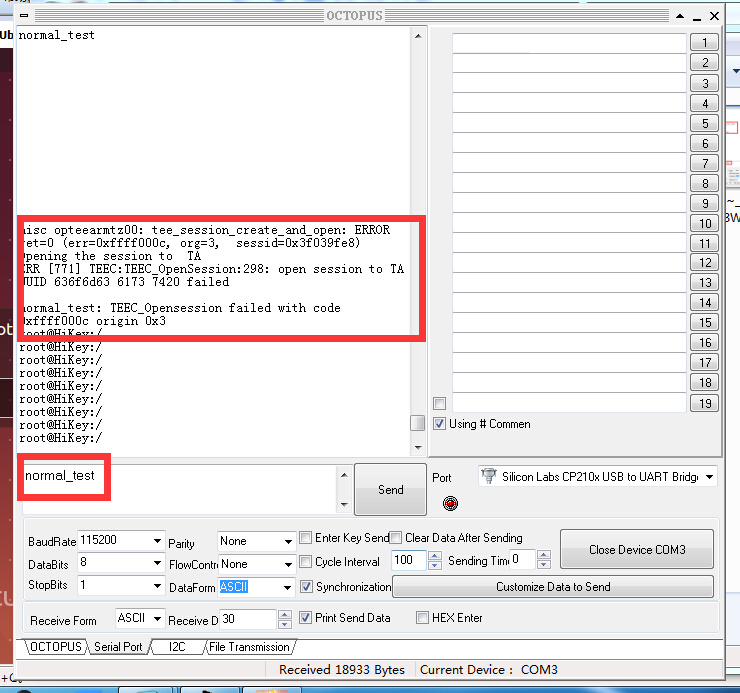 OCTOPUS
Ub
normal_test
misc opteearmtz00: tee_session_create_and_open: ERROR
ret=0 (err=0xffff000c, org=3,  sessid=0x3f039fe8)
Opening the session to  TA
ERR [771] TEEC:TEEC_OpenSession:298: open session to TA
UUID 636f6d63 6173 7420 failed
normal_test: TEEC_Opensession failed with code
0xffff000c origin 0x3
root@HiKey:/
root@HiKey:/
root@HiKey:/
root@HiKey:/
root@HiKey:/
root@HiKey:/
root@HiKey:/
root@HiKey:/
root@HiKey:/
1
2
3
4
5
6
7
8
9
10
11
12
13
14
15
16
17
18
19
Using # Commen
normal_test
Send
Port
Silicon Labs CP210x USB to UART Bridge
BaudRate 115200
Parity None
Enter Key Send
Clear Data After Sending
Close Device COM3
DataBits 8
FlowContr None
Cycle Interval 100
Sending Tim 0
StopBits 1
DataForm ASCII
Synchronization
Customize Data to Send
Receive Form ASCII
Receive D 30
Print Send Data
HEX Enter
OCTOPUS
Serial Port
I2C
File Transmission
Received 18933 Bytes
Current Device : COM3